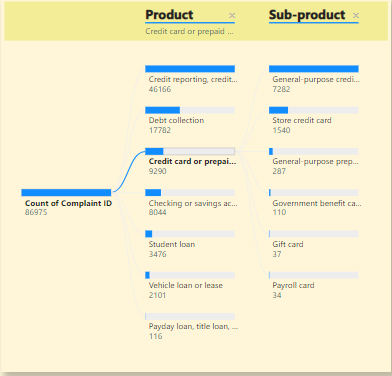 Product ×
Sub-product ×
Credit card or prepaid ...
Credit reporting, credit...
46166
Debt collection
17782
Credit card or prepai...
9290
Checking or savings ac...
8044
Student loan
3476
Vehicle loan or lease
2101
Payday loan, title loan, ...
116
General-purpose credi...
7282
Store credit card
1540
General-purpose prep...
287
Government benefit ca...
110
Gift card
37
Payroll card
34
Count of Complaint ID
86975